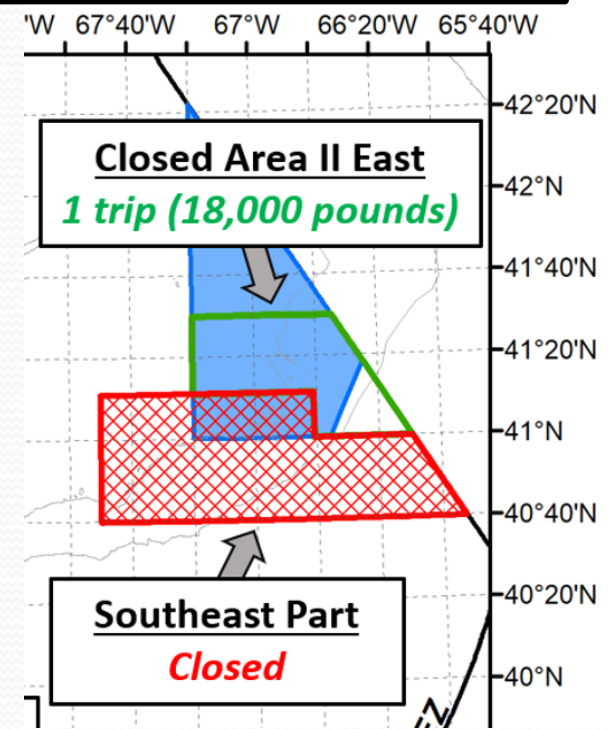 'W 67°40'W 67°W 66°20'W 65°40'W
42°20'N
Closed Area II East
1 trip (18,000 pounds)
42°N
41°40'N
41°20'N
41°N
40°40'N
40°20'N
Southeast Part
Closed
40°N